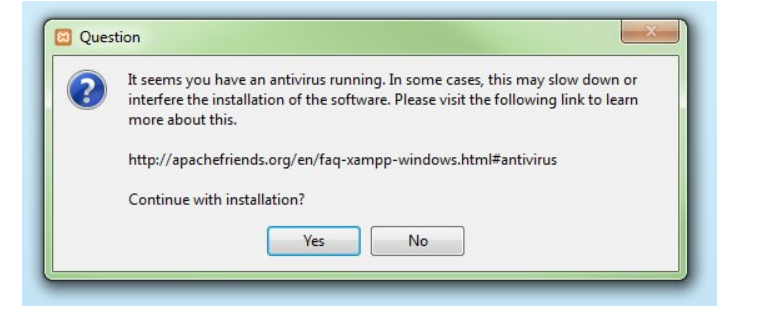 Question
It seems you have an antivirus running. In some cases, this may slow down or
interfere the installation of the software. Please visit the following link to learn
more about this.
http://apachefriends.org/en/faq-xampp-windows.html#antivirus
Continue with installation?
Yes No